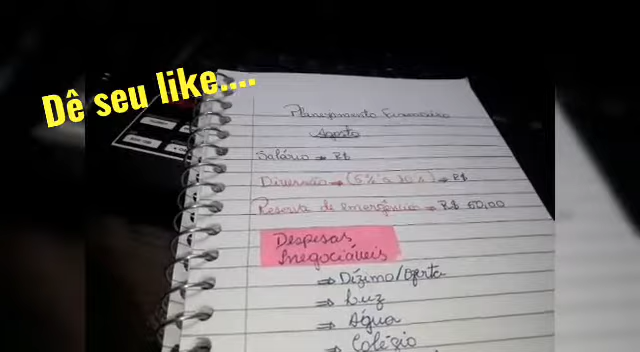 Dê seu like....
Planejamento Financeiro
Agosto
Salário → R$
Diversão → (5% a 10%) → R$
Reserva de emergência → R$ 50,00
Despesas
Inegociáveis
⇒ Dízimo/Oferta
⇒ Luz
⇒ Água
⇒ Colégio